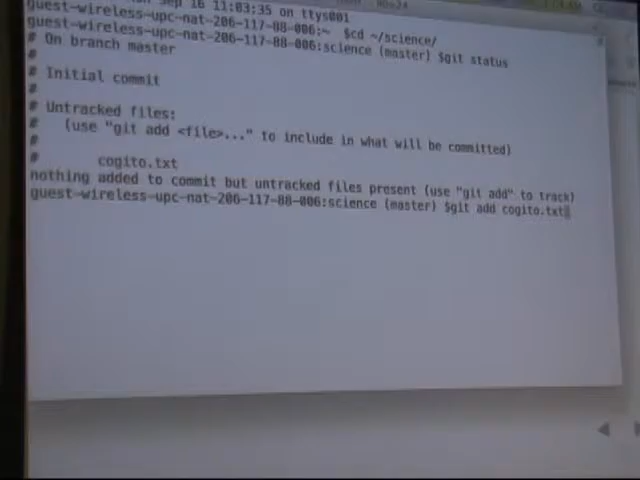 Sep 16 11:03:35 on ttys001
guest-wireless-upc-nat-206-117-88-006:~ $cd ~/science/
guest-wireless-upc-nat-206-117-88-006:science (master) $git status
# On branch master
#
# Initial commit
#
# Untracked files:
#   (use "git add <file>..." to include in what will be committed)
#
#       cogito.txt
nothing added to commit but untracked files present (use "git add" to track)
guest-wireless-upc-nat-206-117-88-006:science (master) $git add cogito.txt